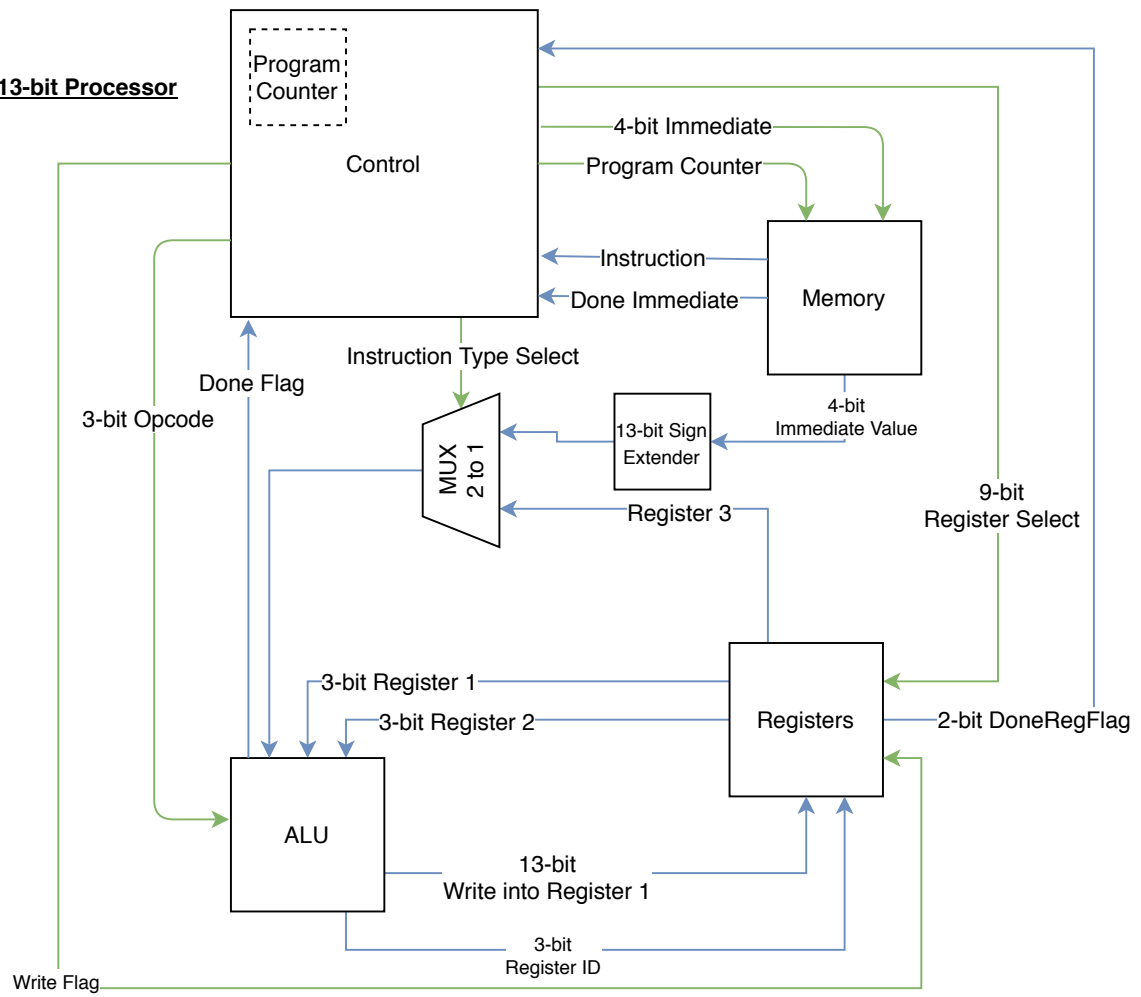 13-bit Processor
Program
Counter
Control
4-bit Immediate
Program Counter
Instruction
Done Immediate
Memory
Instruction Type Select
Done Flag
3-bit Opcode
4-bit
Immediate Value
13-bit Sign
Extender
MUX
2 to 1
9-bit
Register Select
Register 3
3-bit Register 1
3-bit Register 2
Registers
2-bit DoneRegFlag
ALU
13-bit
Write into Register 1
3-bit
Register ID
Write Flag